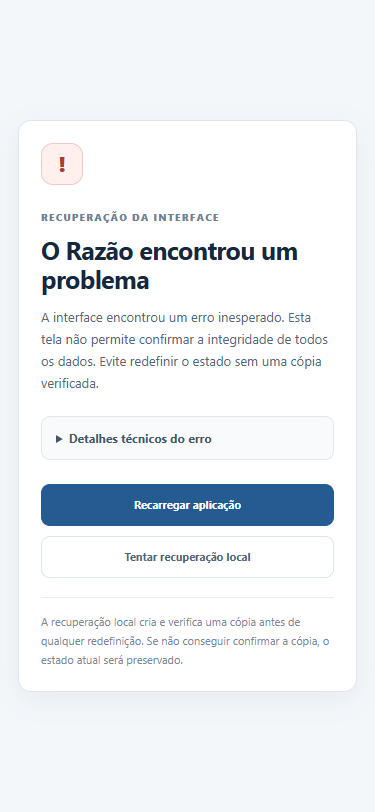 !
RECUPERAÇÃO DA INTERFACE
O Razão encontrou um
problema
A interface encontrou um erro inesperado. Esta
tela não permite confirmar a integridade de todos
os dados. Evite redefinir o estado sem uma cópia
verificada.
Detalhes técnicos do erro
Recarregar aplicação
Tentar recuperação local
A recuperação local cria e verifica uma cópia antes de
qualquer redefinição. Se não conseguir confirmar a cópia, o
estado atual será preservado.